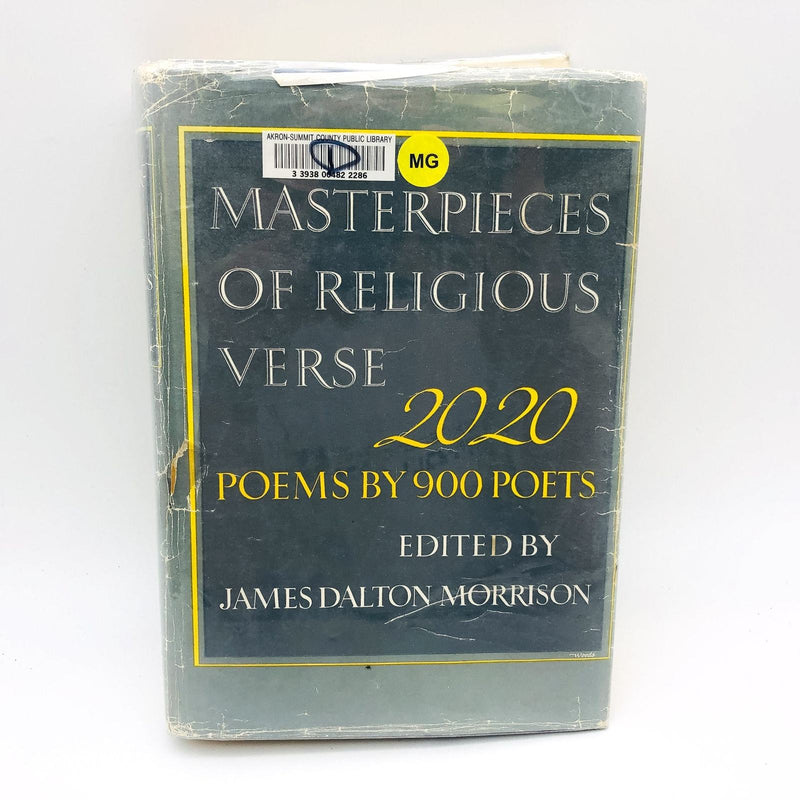 AKRON-SUMMIT COUNTY PUBLIC LIBRARY
3 3938 00482 2286
MG
MASTERPIECES
OF RELIGIOUS
VERSE
2020
POEMS BY 900 POETS
EDITED BY
JAMES DALTON MORRISON